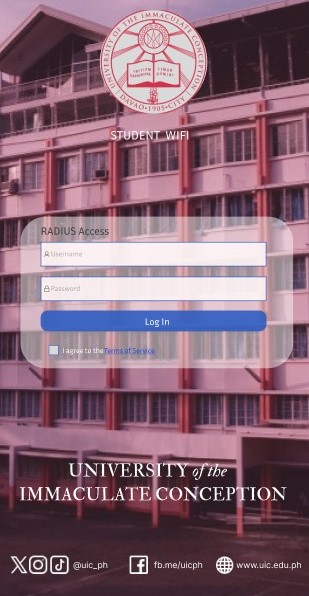 UNIVERSITY OF THE IMMACULATE CONCEPTION
DAVAO • 1905 • CITY
STUDENT WIFI
RADIUS Access
Username
Password
Log In
I agree to the Terms of Service
UNIVERSITY of the
IMMACULATE CONCEPTION
@uic_ph
fb.me/uicph
www.uic.edu.ph